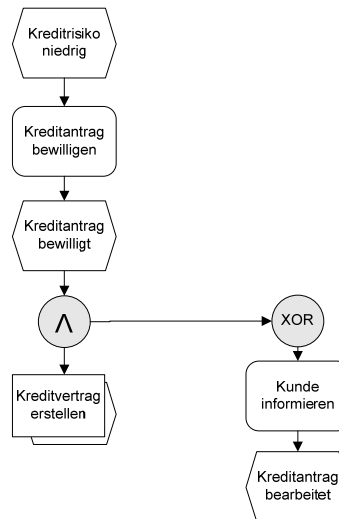 Kreditrisiko
niedrig
Kreditantrag
bewilligen
Kreditantrag
bewilligt
Λ
XOR
Kreditvertrag
erstellen
Kunde
informieren
Kreditantrag
bearbeitet